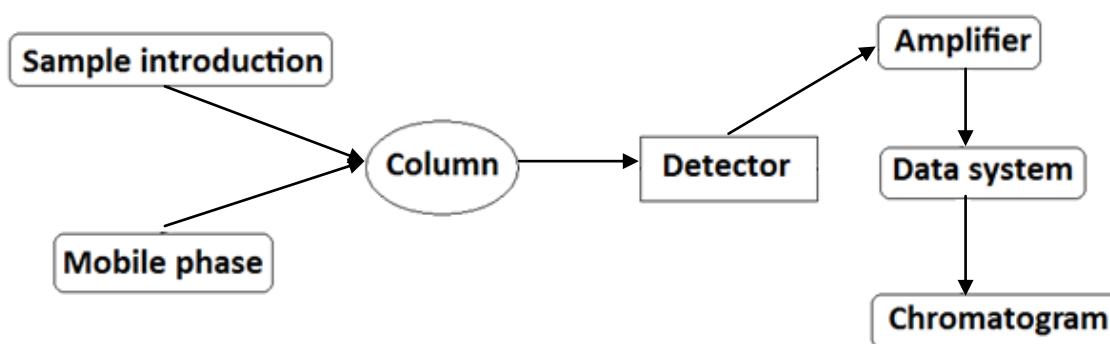 Sample introduction
Mobile phase
Column
Detector
Amplifier
Data system
Chromatogram